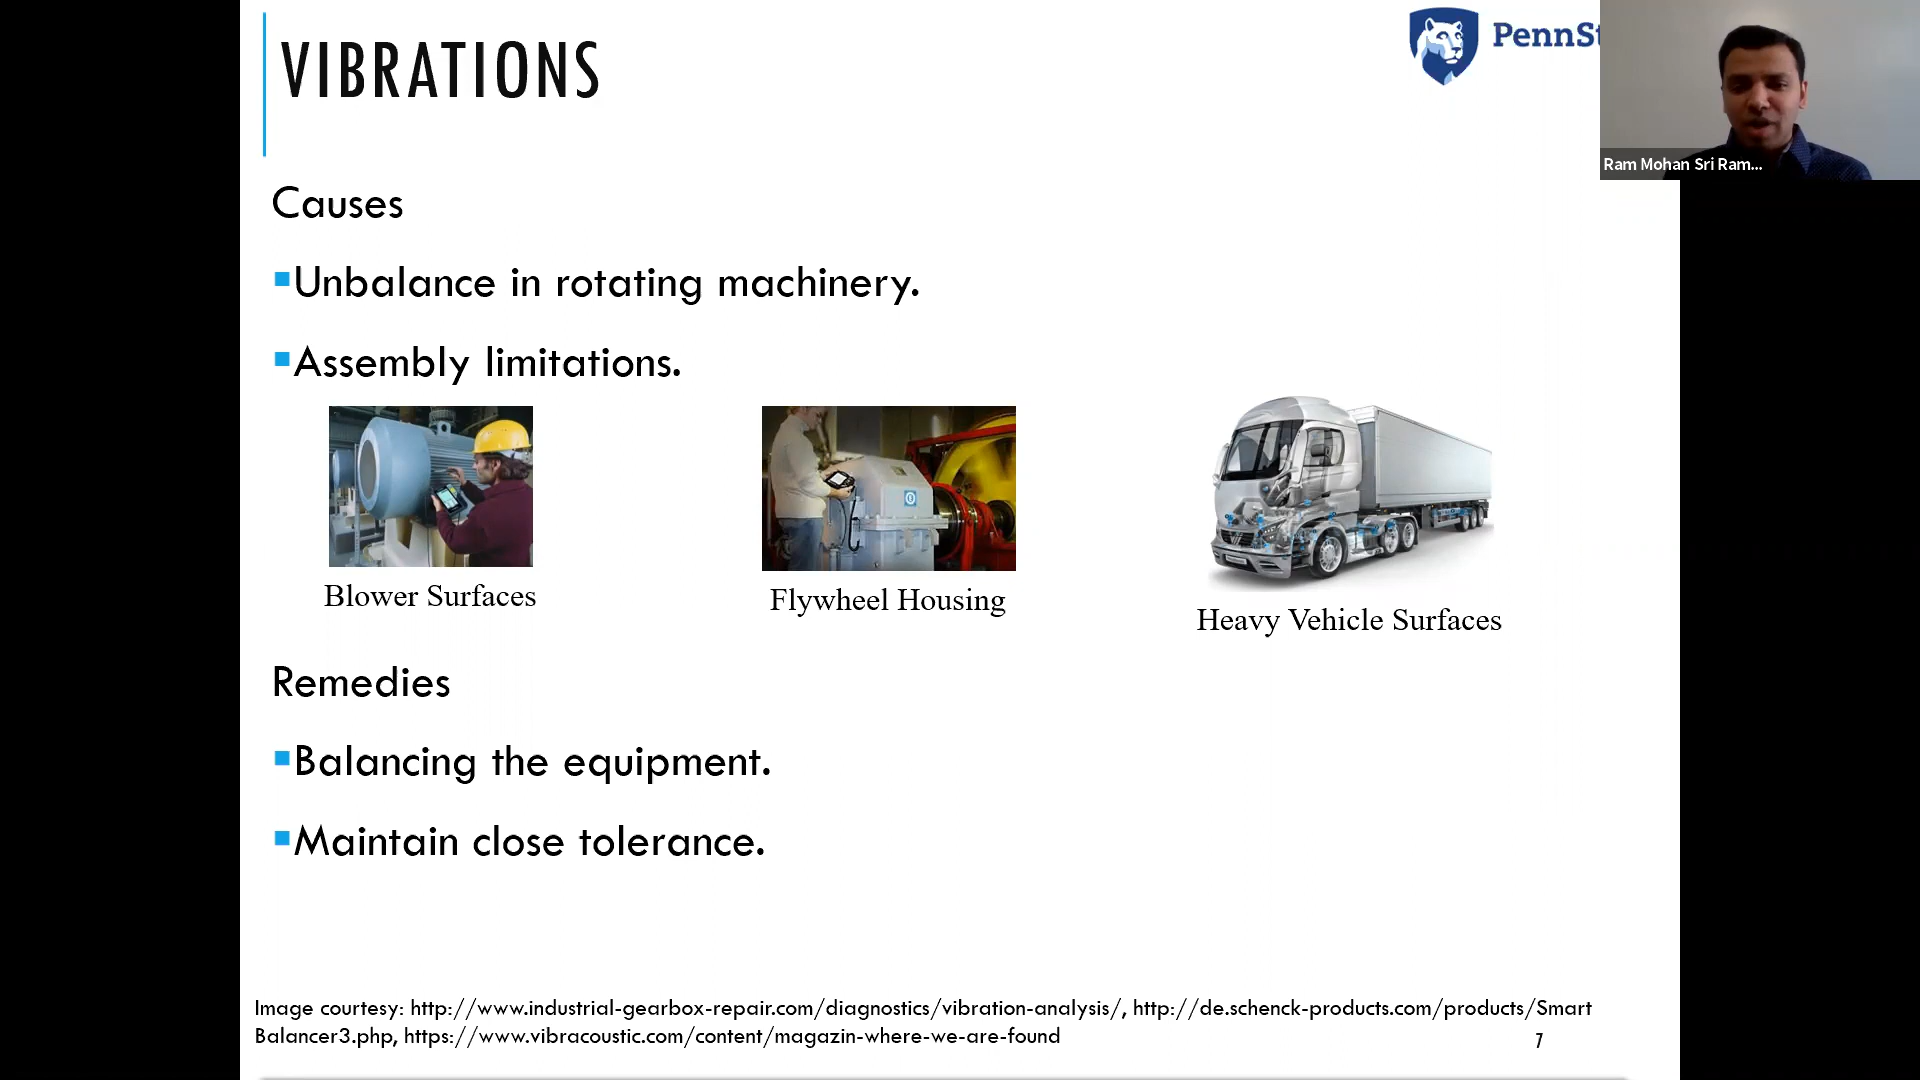 VIBRATIONS
PennSt
Ram Mohan Sri Ram...
Causes
▪Unbalance in rotating machinery.
▪Assembly limitations.
Blower Surfaces
Flywheel Housing
Heavy Vehicle Surfaces
Remedies
▪Balancing the equipment.
▪Maintain close tolerance.
Image courtesy: http://www.industrial-gearbox-repair.com/diagnostics/vibration-analysis/, http://de.schenck-products.com/products/Smart
Balancer3.php, https://www.vibracoustic.com/content/magazin-where-we-are-found
7